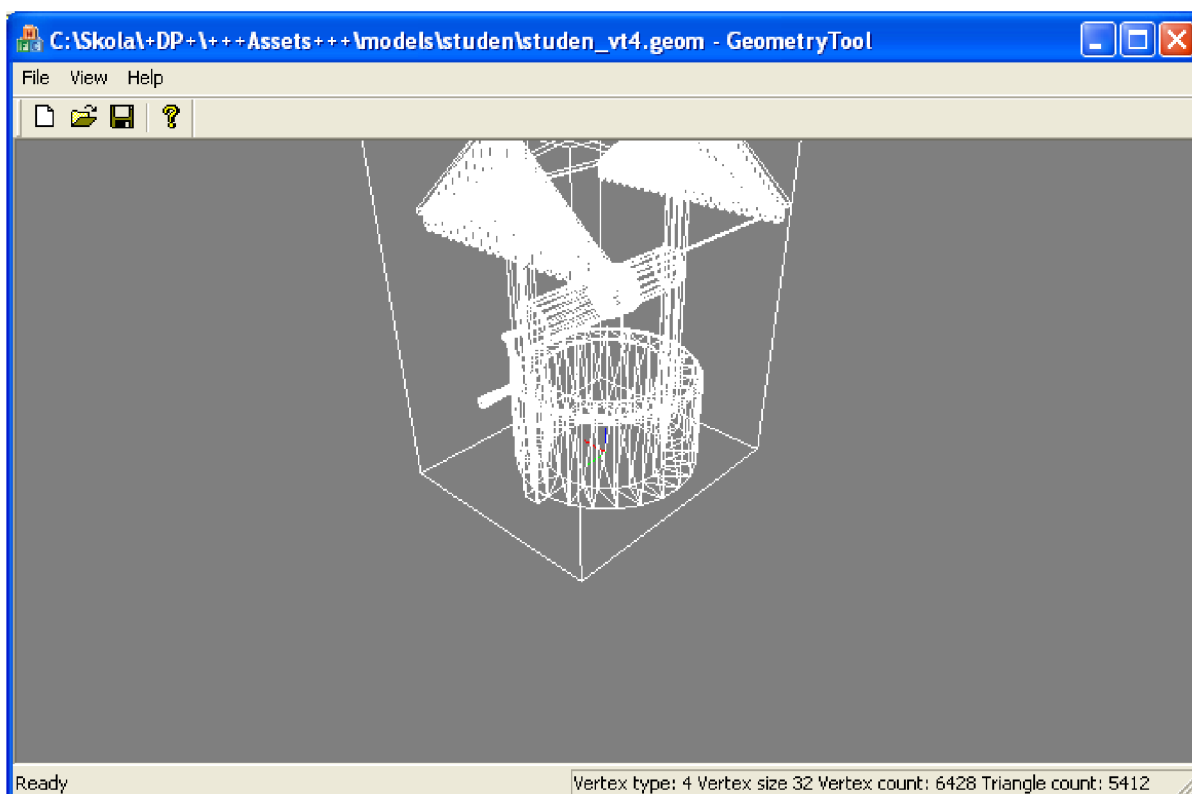 C:\Skola\+DP+\+++Assets+++\models\studen\studen_vt4.geom - GeometryTool
File View Help
Ready
Vertex type: 4 Vertex size 32 Vertex count: 6428 Triangle count: 5412